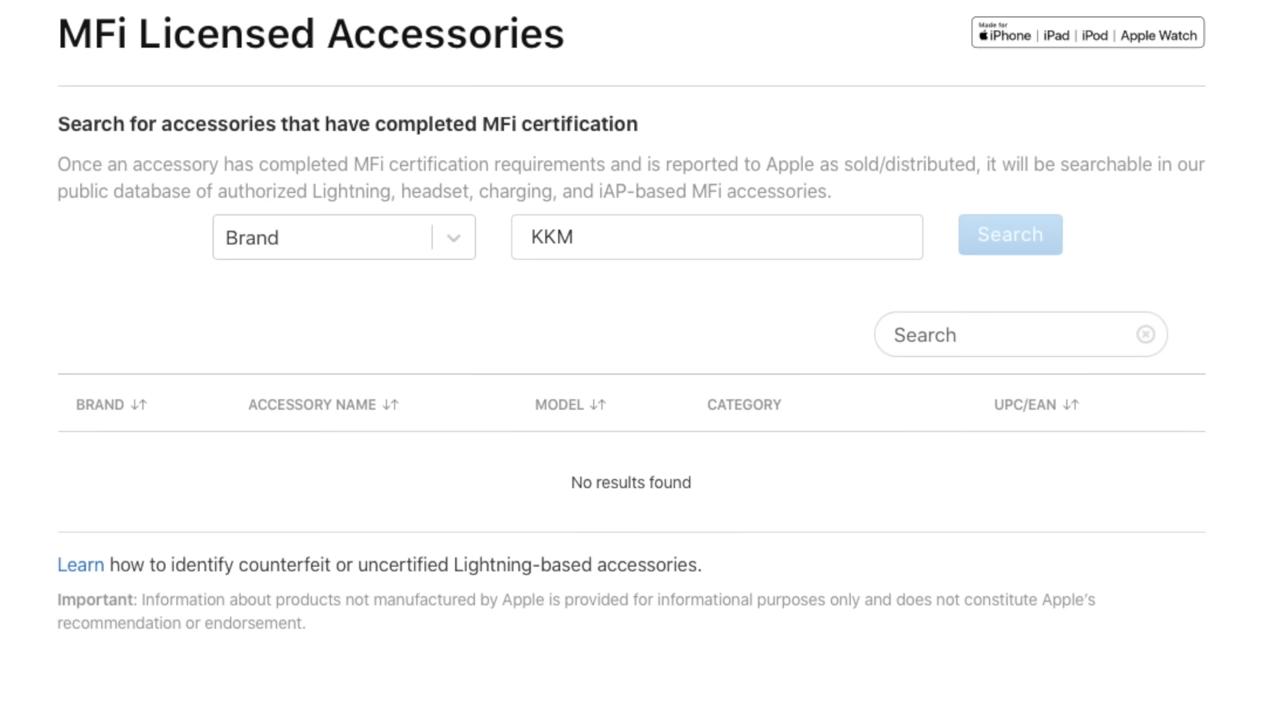 MFi Licensed Accessories
Made for
iPhone | iPad | iPod | Apple Watch
Search for accessories that have completed MFi certification
Once an accessory has completed MFi certification requirements and is reported to Apple as sold/distributed, it will be searchable in our
public database of authorized Lightning, headset, charging, and iAP-based MFi accessories.
Brand KKM Search
Search
BRAND ↓↑ ACCESSORY NAME ↓↑ MODEL ↓↑ CATEGORY UPC/EAN ↓↑
No results found
Learn how to identify counterfeit or uncertified Lightning-based accessories.
Important: Information about products not manufactured by Apple is provided for informational purposes only and does not constitute Apple’s
recommendation or endorsement.